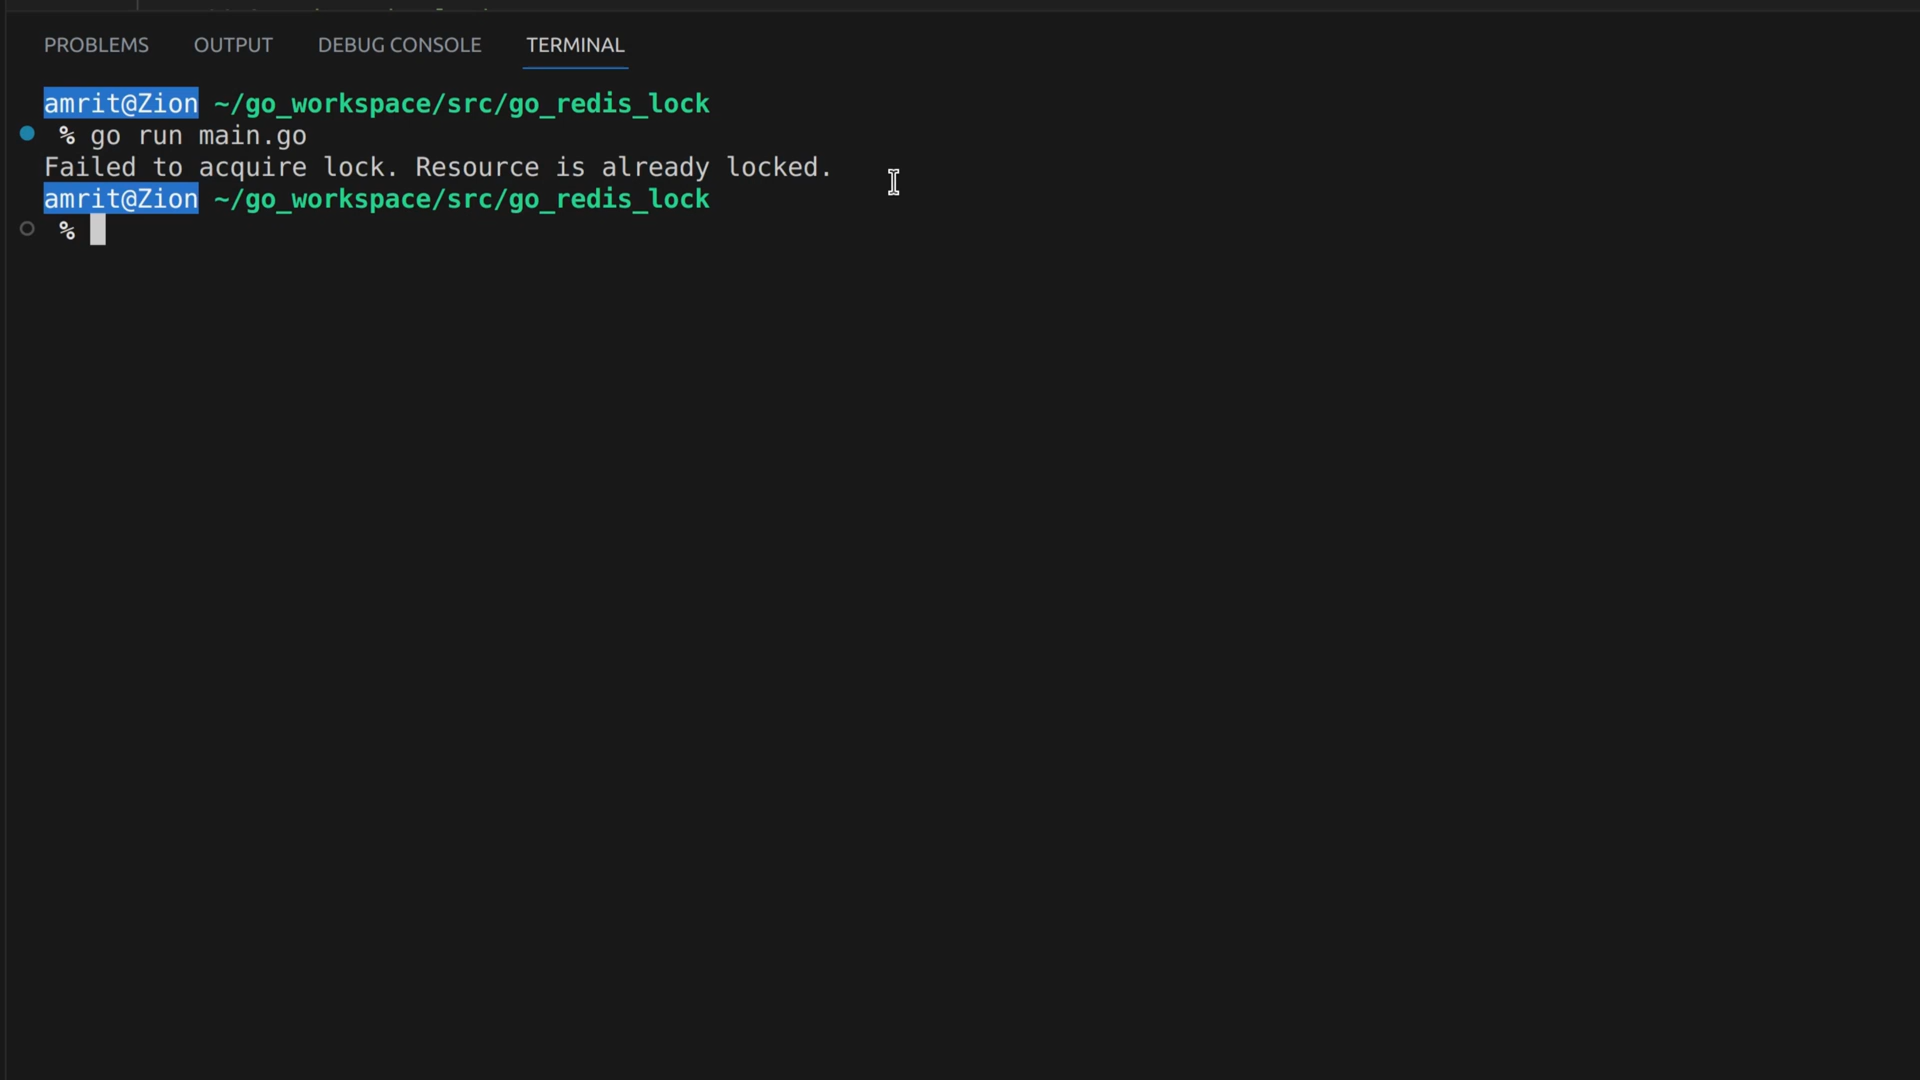 PROBLEMS OUTPUT DEBUG CONSOLE TERMINAL
amrit@Zion ~/go_workspace/src/go_redis_lock
% go run main.go
Failed to acquire lock. Resource is already locked.
amrit@Zion ~/go_workspace/src/go_redis_lock
%